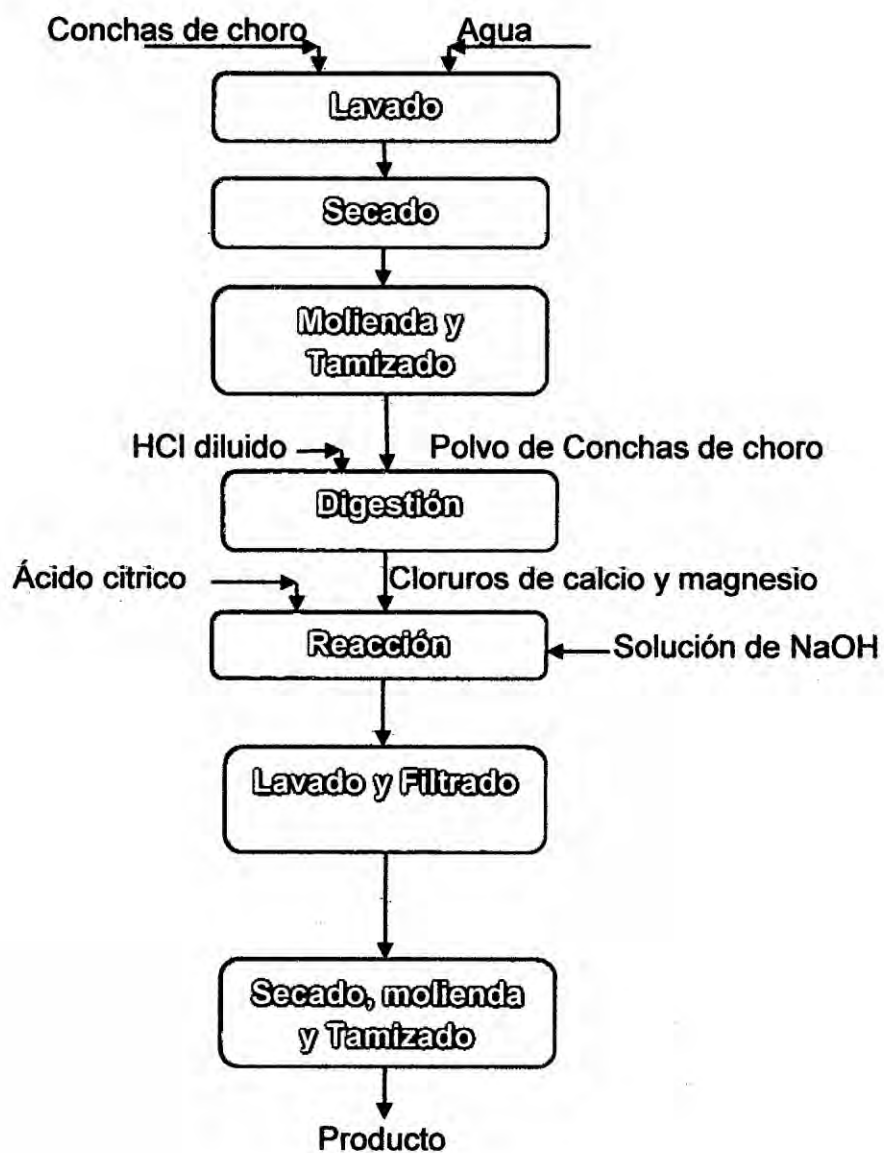 Conchas de choro
Agua
Lavado
Secado
Molienda y
Tamizado
HCl diluido
Polvo de Conchas de choro
Digestión
Ácido citrico
Cloruros de calcio y magnesio
Reacción
Solución de NaOH
Lavado y Filtrado
Secado, molienda
y Tamizado
Producto